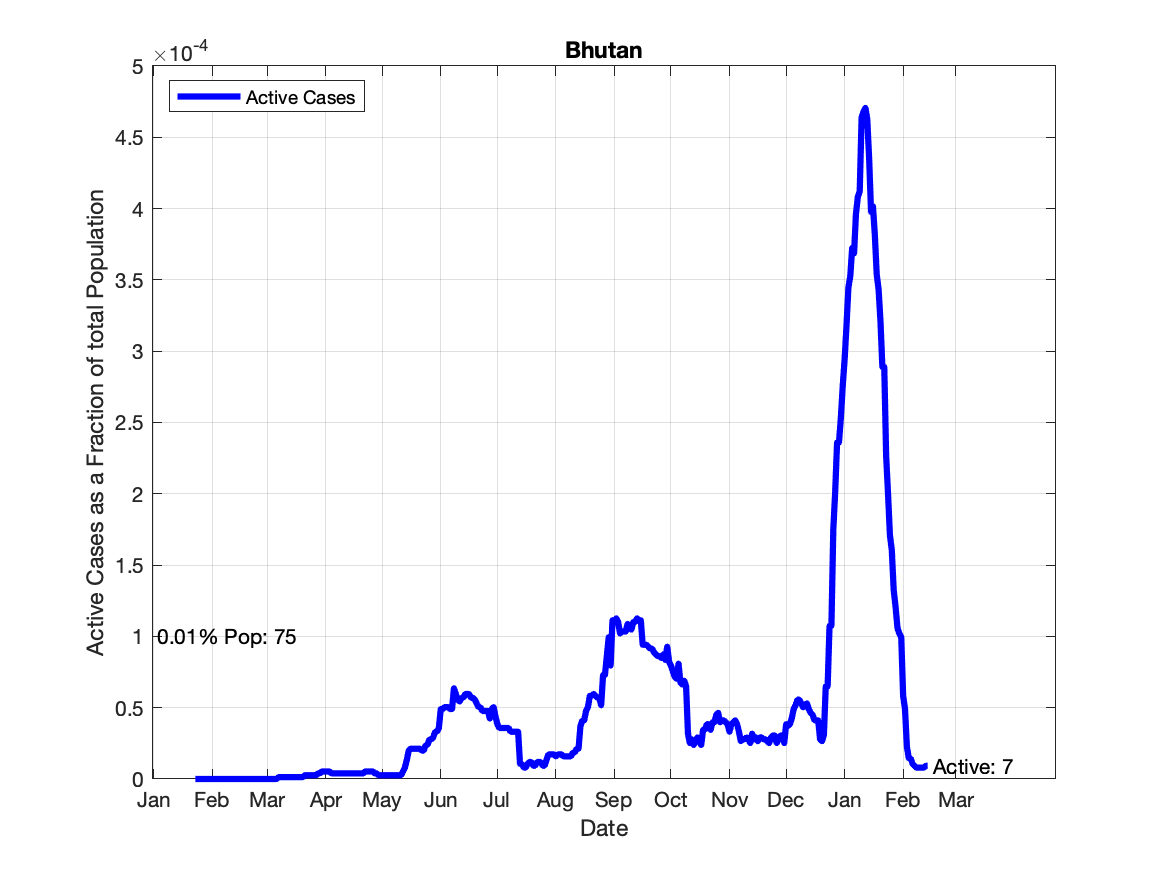 Bhutan
×10-4
Active Cases
5
4.5
4
3.5
3
2.5
2
1.5
1
0.5
0
Active Cases as a Fraction of total Population
0.01% Pop: 75
Active: 7
Jan Feb Mar Apr May Jun Jul Aug Sep Oct Nov Dec Jan Feb Mar
Date